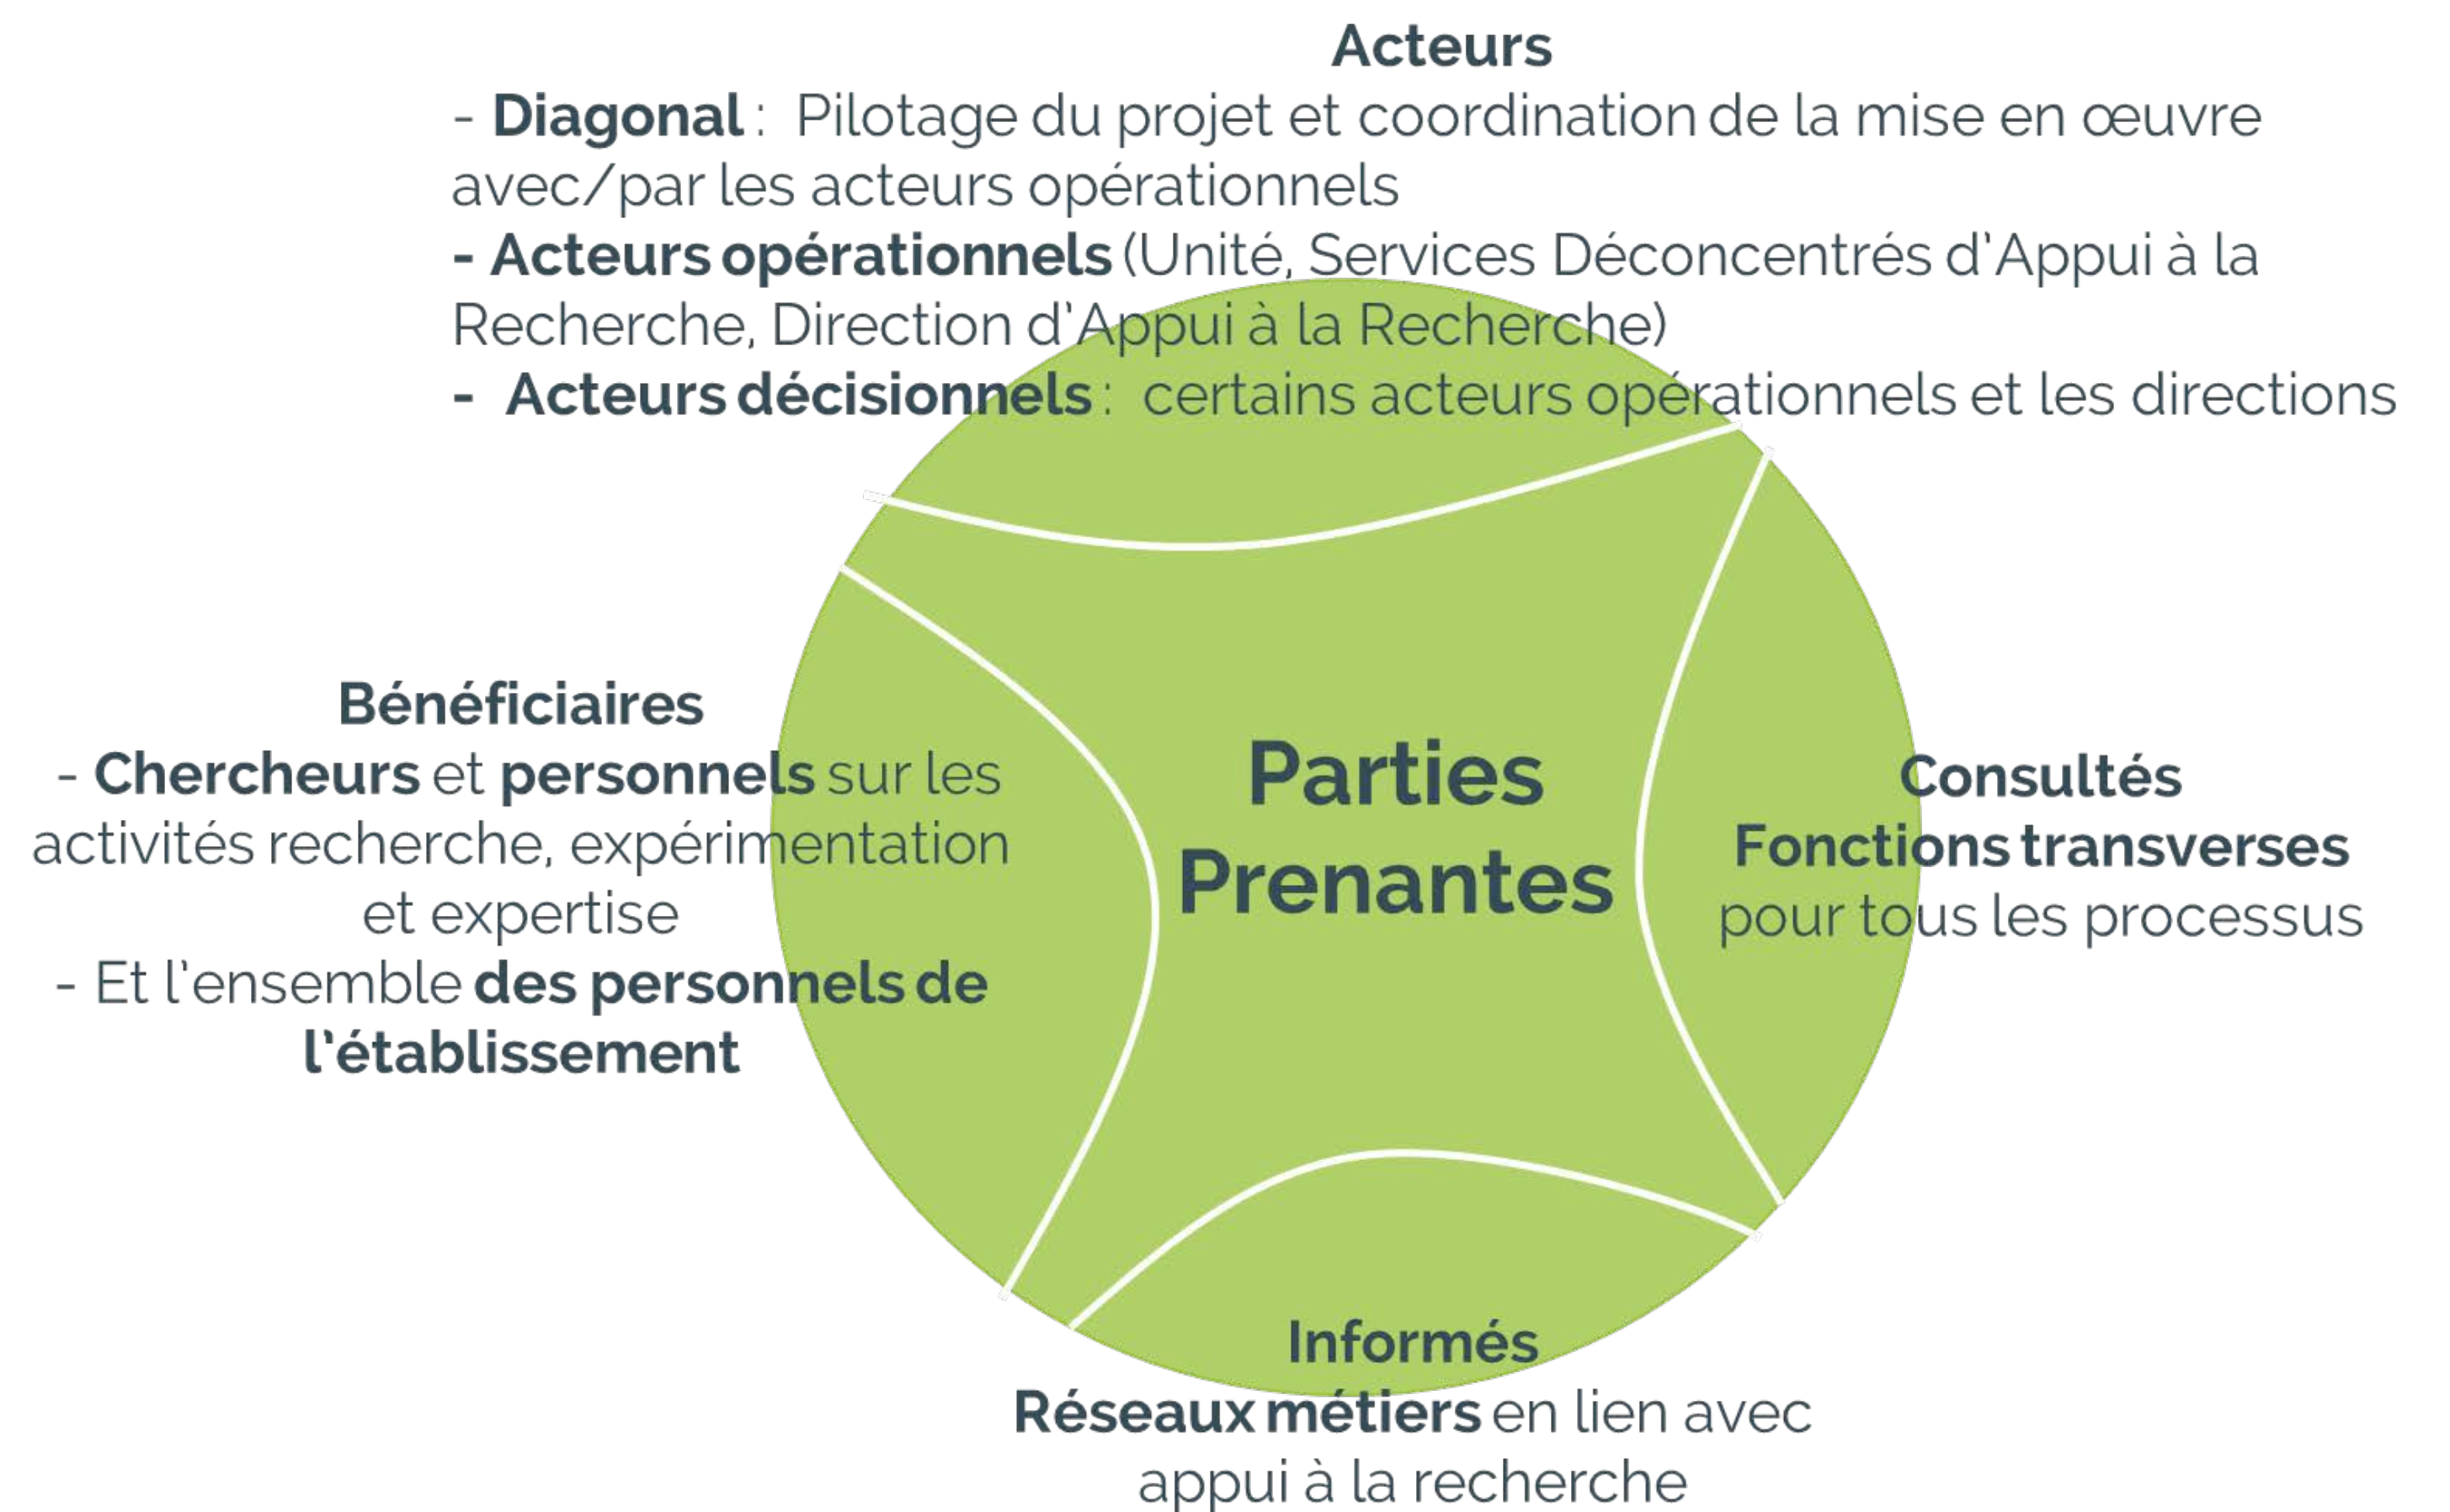 Acteurs
- Diagonal : Pilotage du projet et coordination de la mise en œuvre
avec/par les acteurs opérationnels
- Acteurs opérationnels (Unité, Services Déconcentrés d'Appui à la
Recherche, Direction d'Appui à la Recherche)
- Acteurs décisionnels : certains acteurs opérationnels et les directions
Bénéficiaires
- Chercheurs et personnels sur les
activités recherche, expérimentation
et expertise
- Et l'ensemble des personnels de
l'établissement
Parties
Prenantes
Consultés
Fonctions transverses
pour tous les processus
Informés
Réseaux métiers en lien avec
appui à la recherche